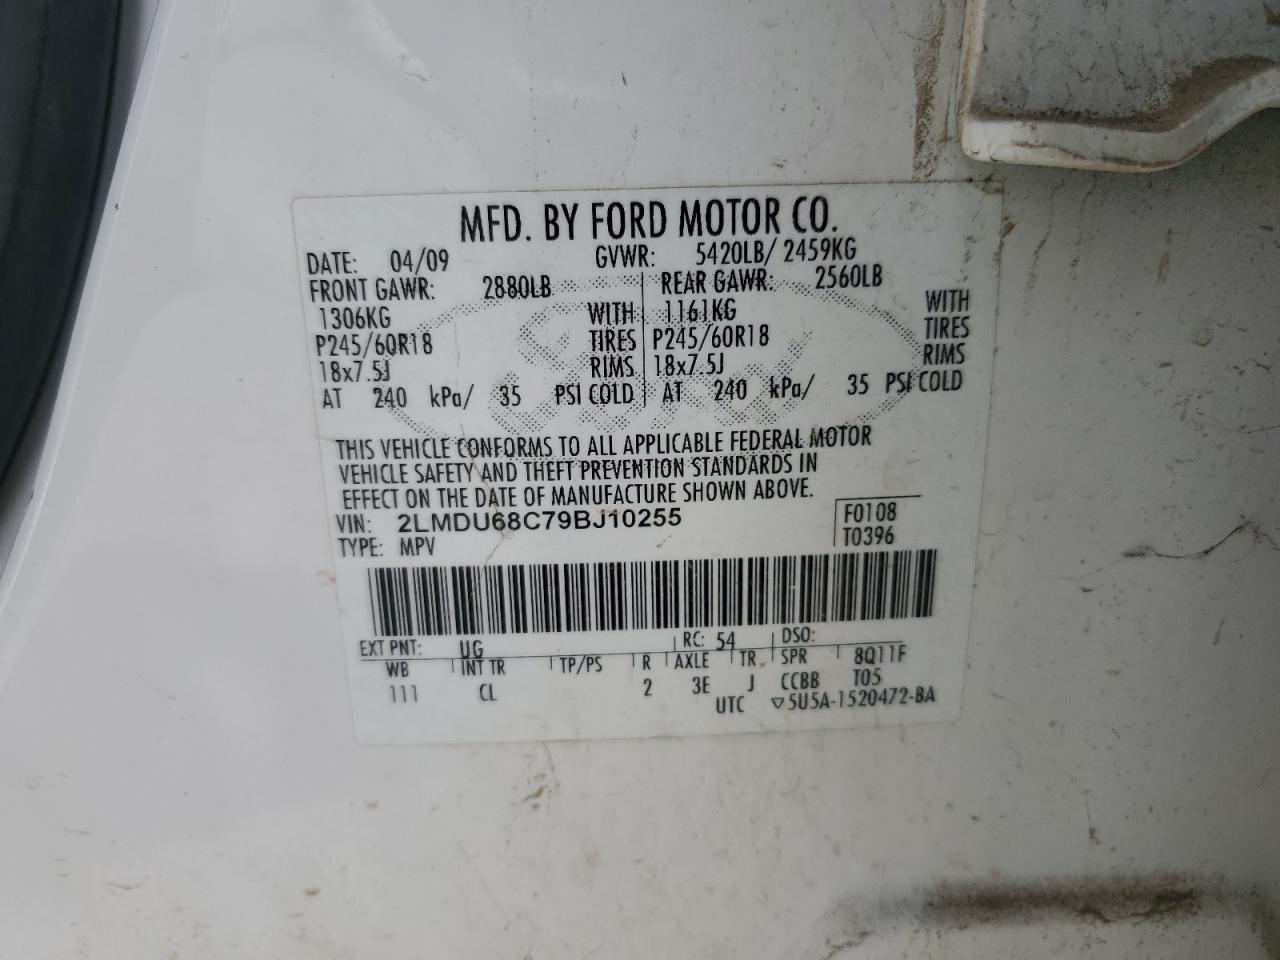 MFD. BY FORD MOTOR CO.
DATE: 04/09 GVWR: 5420LB/ 2459KG
FRONT GAWR: 2880LB REAR GAWR: 2560LB
1306KG WITH 1161KG WITH
P245/60R18 TIRES P245/60R18 TIRES
18x7.5J RIMS 18x7.5J RIMS
AT 240 kPa/ 35 PSI COLD AT 240 kPa/ 35 PSI COLD
THIS VEHICLE CONFORMS TO ALL APPLICABLE FEDERAL MOTOR
VEHICLE SAFETY AND THEFT PREVENTION STANDARDS IN
EFFECT ON THE DATE OF MANUFACTURE SHOWN ABOVE.
VIN: 2LMDU68C79BJ10255 F0108
TYPE: MPV T0396
EXT PNT: UG RC: 54 DSO:
WB INT TR TP/PS R AXLE TR SPR 8Q11F
111 CL 2 3E J CCBB T05
UTC ▽5U5A-1520472-BA